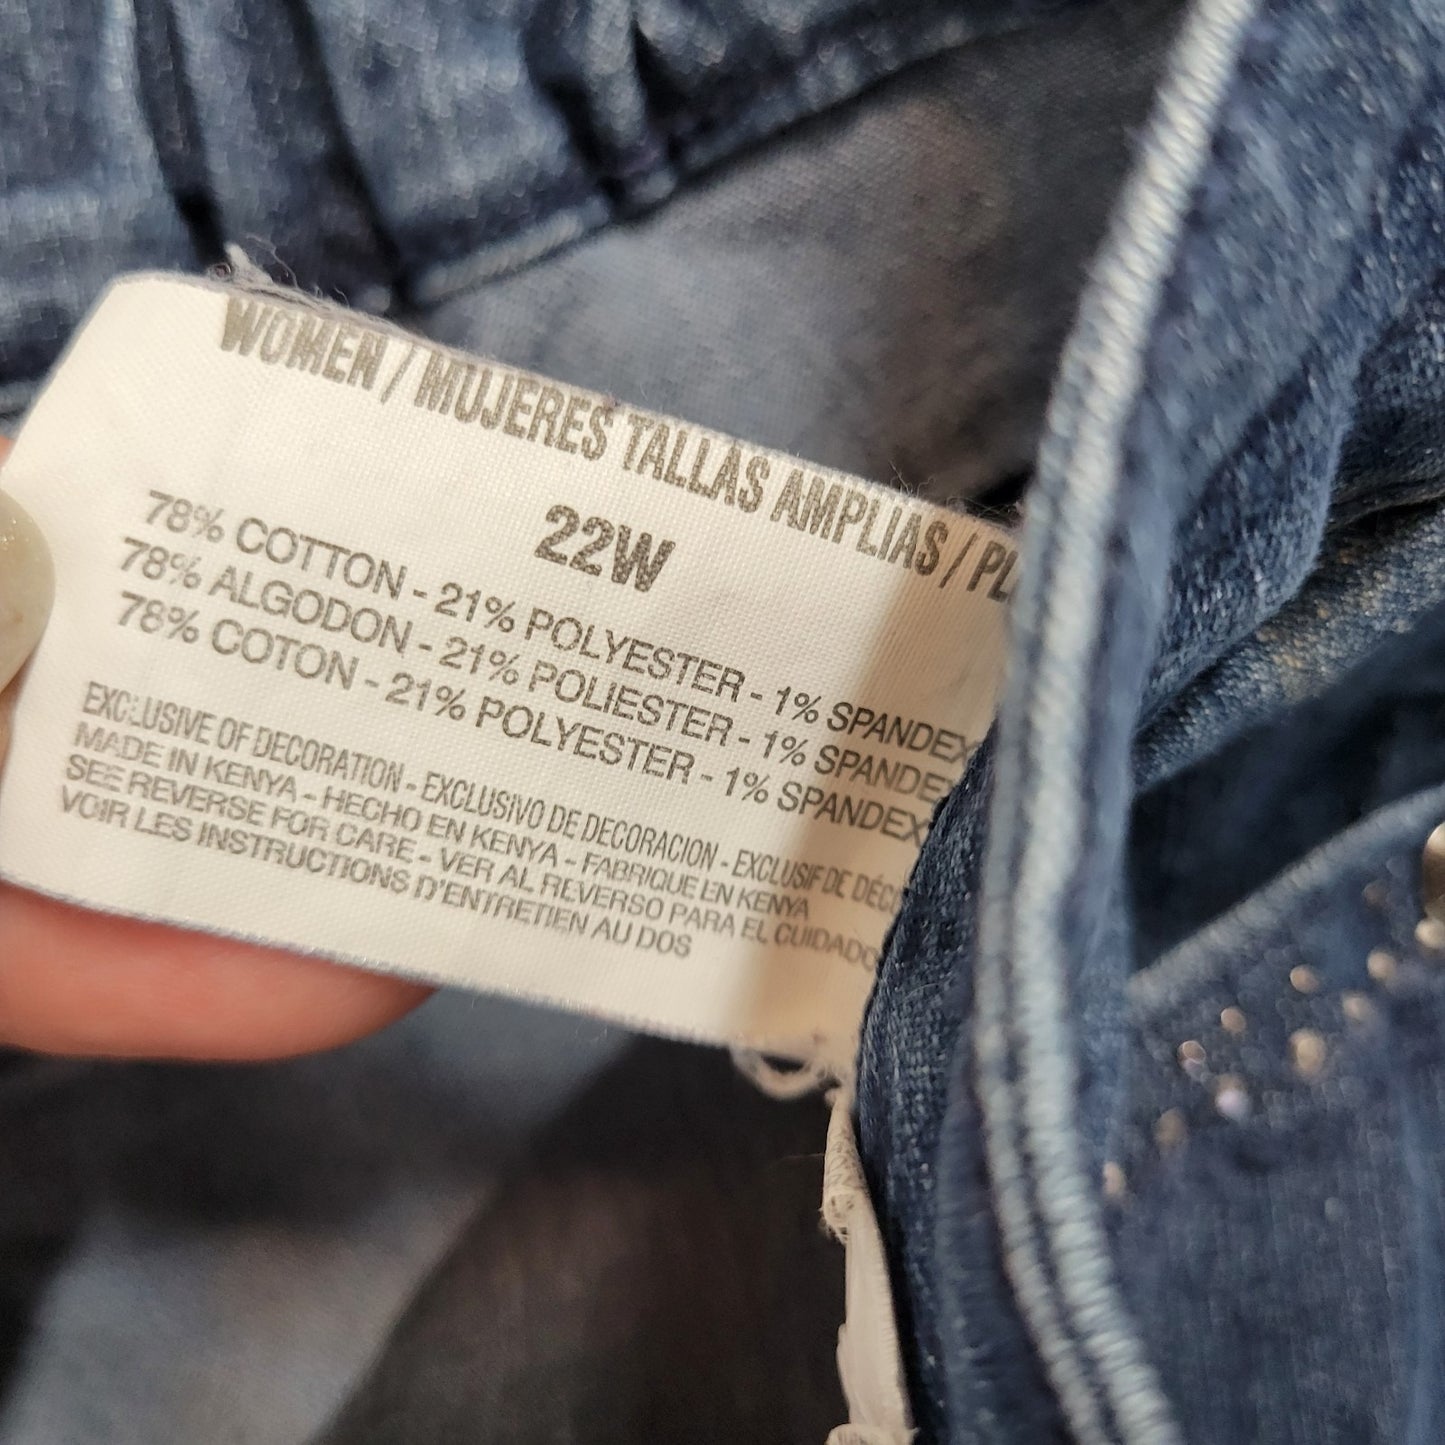 WOMEN / MUJERES TALLAS AMPLIAS / PL
22W
78% COTTON - 21% POLYESTER - 1% SPANDEX
78% ALGODON - 21% POLIESTER - 1% SPANDEX
78% COTON - 21% POLYESTER - 1% SPANDEX
EXCLUSIVE OF DECORATION - EXCLUSIVO DE DECORACION - EXCLUSIF DE DÉCO
MADE IN KENYA - HECHO EN KENYA - FABRIQUE EN KENYA
SEE REVERSE FOR CARE - VER AL REVERSO PARA EL CUIDADO
VOIR LES INSTRUCTIONS D'ENTRETIEN AU DOS